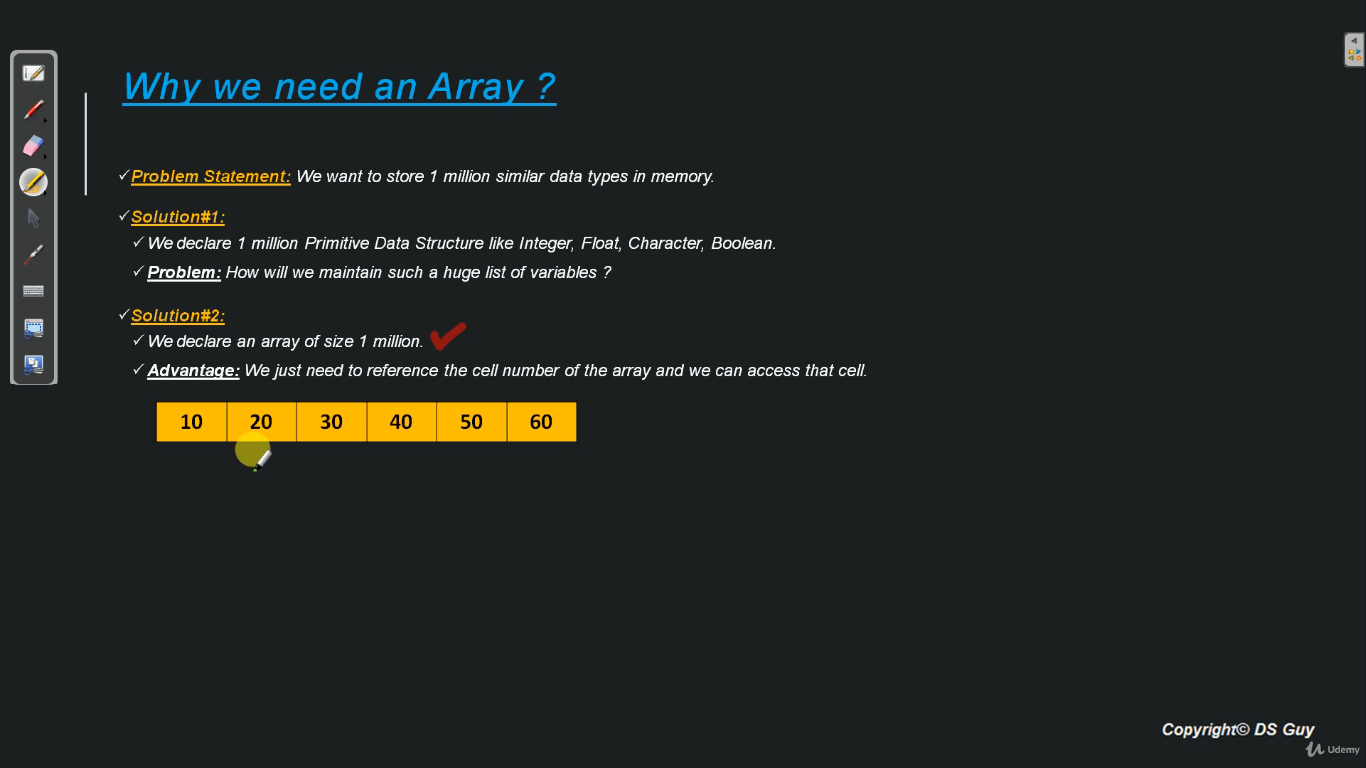 Why we need an Array ?
✓Problem Statement: We want to store 1 million similar data types in memory.
✓Solution#1:
✓We declare 1 million Primitive Data Structure like Integer, Float, Character, Boolean.
✓Problem: How will we maintain such a huge list of variables ?
✓Solution#2:
✓We declare an array of size 1 million.
✓Advantage: We just need to reference the cell number of the array and we can access that cell.
10 20 30 40 50 60
Copyright© DS Guy
Udemy